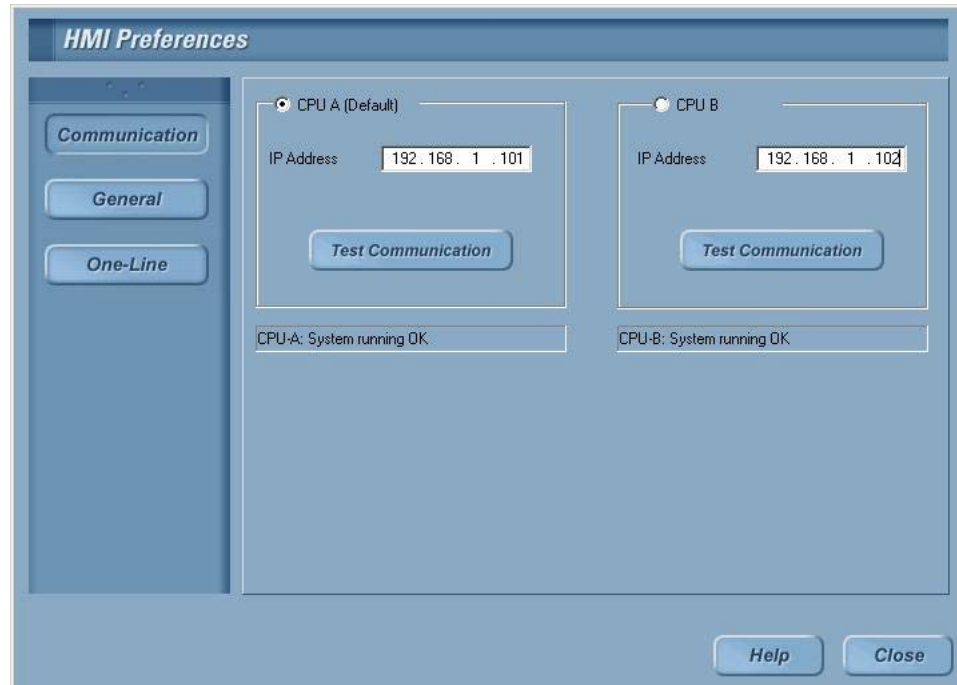 HMI Preferences
Communication
General
One-Line
CPU A (Default)
IP Address 192.168. 1 .101
Test Communication
CPU-A: System running OK
CPU B
IP Address 192.168. 1 .102
Test Communication
CPU-B: System running OK
Help
Close